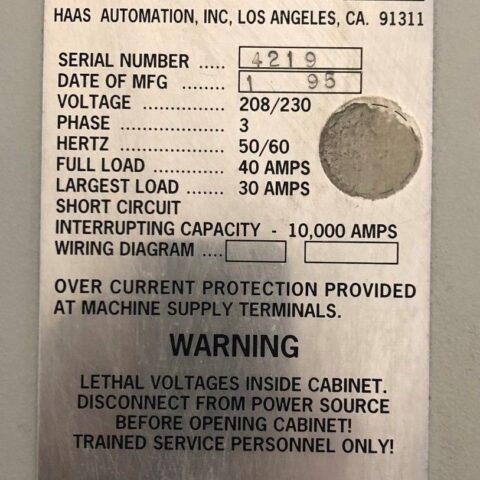 HAAS AUTOMATION, INC, LOS ANGELES, CA. 91311
SERIAL NUMBER ..... 4219
DATE OF MFG ........ 1 95
VOLTAGE .............. 208/230
PHASE .................. 3
HERTZ .................. 50/60
FULL LOAD ............ 40 AMPS
LARGEST LOAD ..... 30 AMPS
SHORT CIRCUIT
INTERRUPTING CAPACITY - 10,000 AMPS
WIRING DIAGRAM ....
OVER CURRENT PROTECTION PROVIDED
AT MACHINE SUPPLY TERMINALS.
WARNING
LETHAL VOLTAGES INSIDE CABINET.
DISCONNECT FROM POWER SOURCE
BEFORE OPENING CABINET!
TRAINED SERVICE PERSONNEL ONLY!